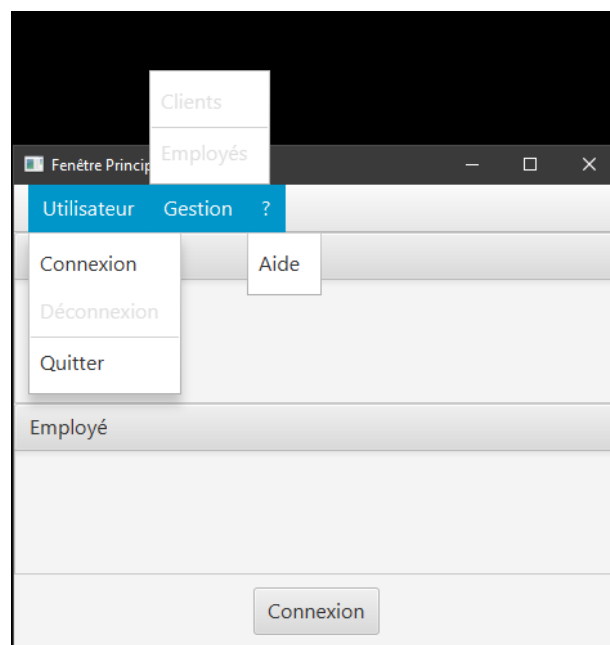 Clients
Employés
Fenêtre Princip
Utilisateur Gestion ?
Connexion
Aide
Déconnexion
Quitter
Employé
Connexion